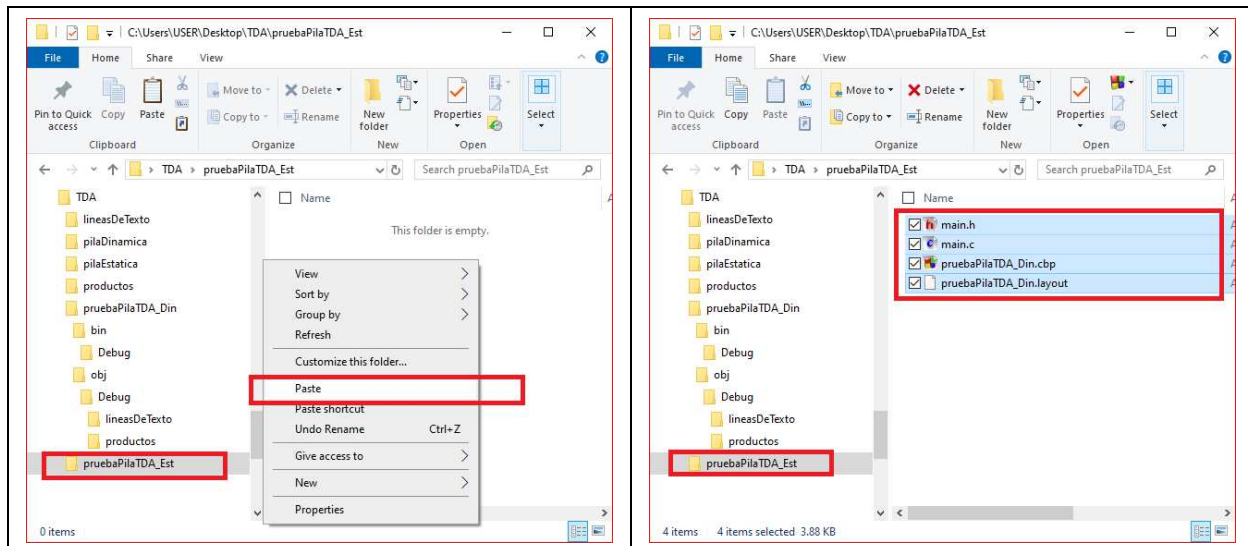 C:\Users\USER\Desktop\TDA\pruebaPilaTDA_Est
File Home Share View
Pin to Quick access
Copy
Paste
Move to
Copy to
Delete
Rename
New folder
Properties
Select
Clipboard Organize New Open
TDA pruebaPilaTDA_Est Search pruebaPilaTDA_Est
TDA
lineasDeTexto
pilaDinamica
pilaEstatica
productos
pruebaPilaTDA_Din
bin
Debug
obj
Debug
lineasDeTexto
productos
pruebaPilaTDA_Est
Name
This folder is empty.
View
Sort by
Group by
Refresh
Customize this folder...
Paste
Paste shortcut
Undo Rename Ctrl+Z
Give access to
New
Properties
0 items
C:\Users\USER\Desktop\TDA\pruebaPilaTDA_Est
File Home Share View
Pin to Quick access
Copy
Paste
Move to
Copy to
Delete
Rename
New folder
Properties
Select
Clipboard Organize New Open
TDA pruebaPilaTDA_Est Search pruebaPilaTDA_Est
TDA
lineasDeTexto
pilaDinamica
pilaEstatica
productos
pruebaPilaTDA_Din
bin
Debug
obj
Debug
lineasDeTexto
productos
pruebaPilaTDA_Est
Name
main.h
main.c
pruebaPilaTDA_Din.cbp
pruebaPilaTDA_Din.layout
4 items 4 items selected 3.88 KB